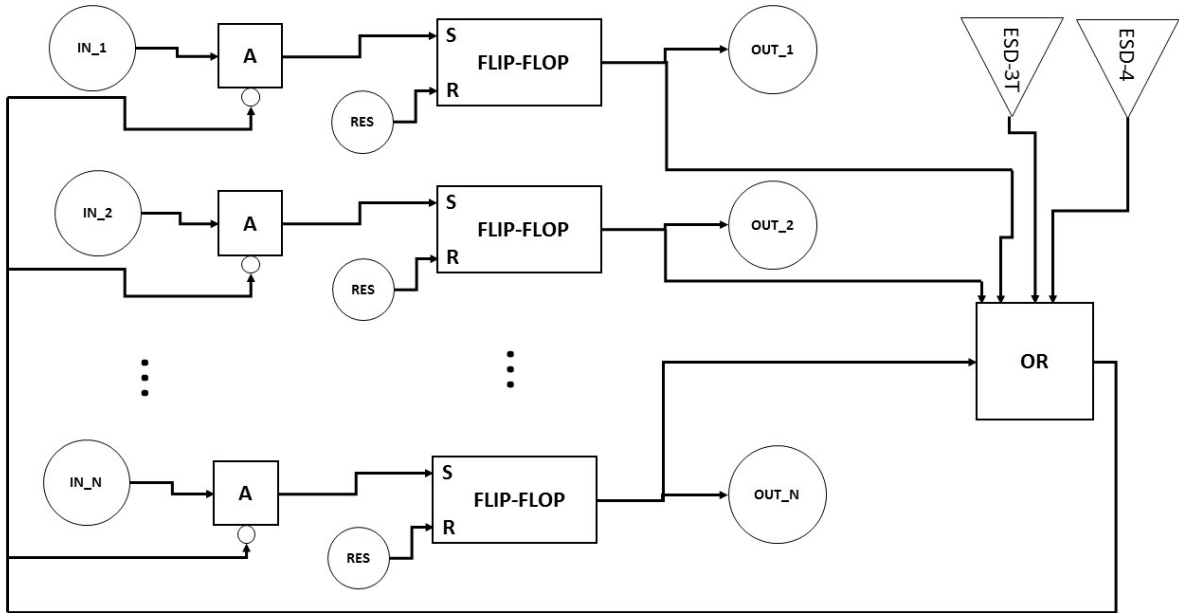 IN_1
A
S
FLIP-FLOP
R
RES
OUT_1
ESD-3T
ESD-4
IN_2
A
S
FLIP-FLOP
R
RES
OUT_2
OR
IN_N
A
S
FLIP-FLOP
R
RES
OUT_N